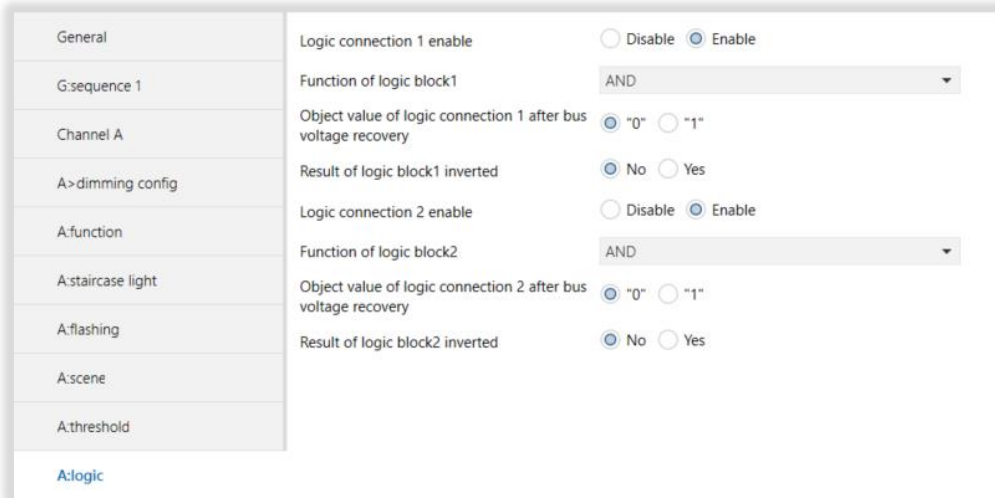 General
G:sequence 1
Channel A
A>dimming config
A:function
A:staircase light
A:flashing
A:scene
A:threshold
A:logic
Logic connection 1 enable
Disable Enable
Function of logic block1
AND
Object value of logic connection 1 after bus
voltage recovery
"0" "1"
Result of logic block1 inverted
No Yes
Logic connection 2 enable
Disable Enable
Function of logic block2
AND
Object value of logic connection 2 after bus
voltage recovery
"0" "1"
Result of logic block2 inverted
No Yes